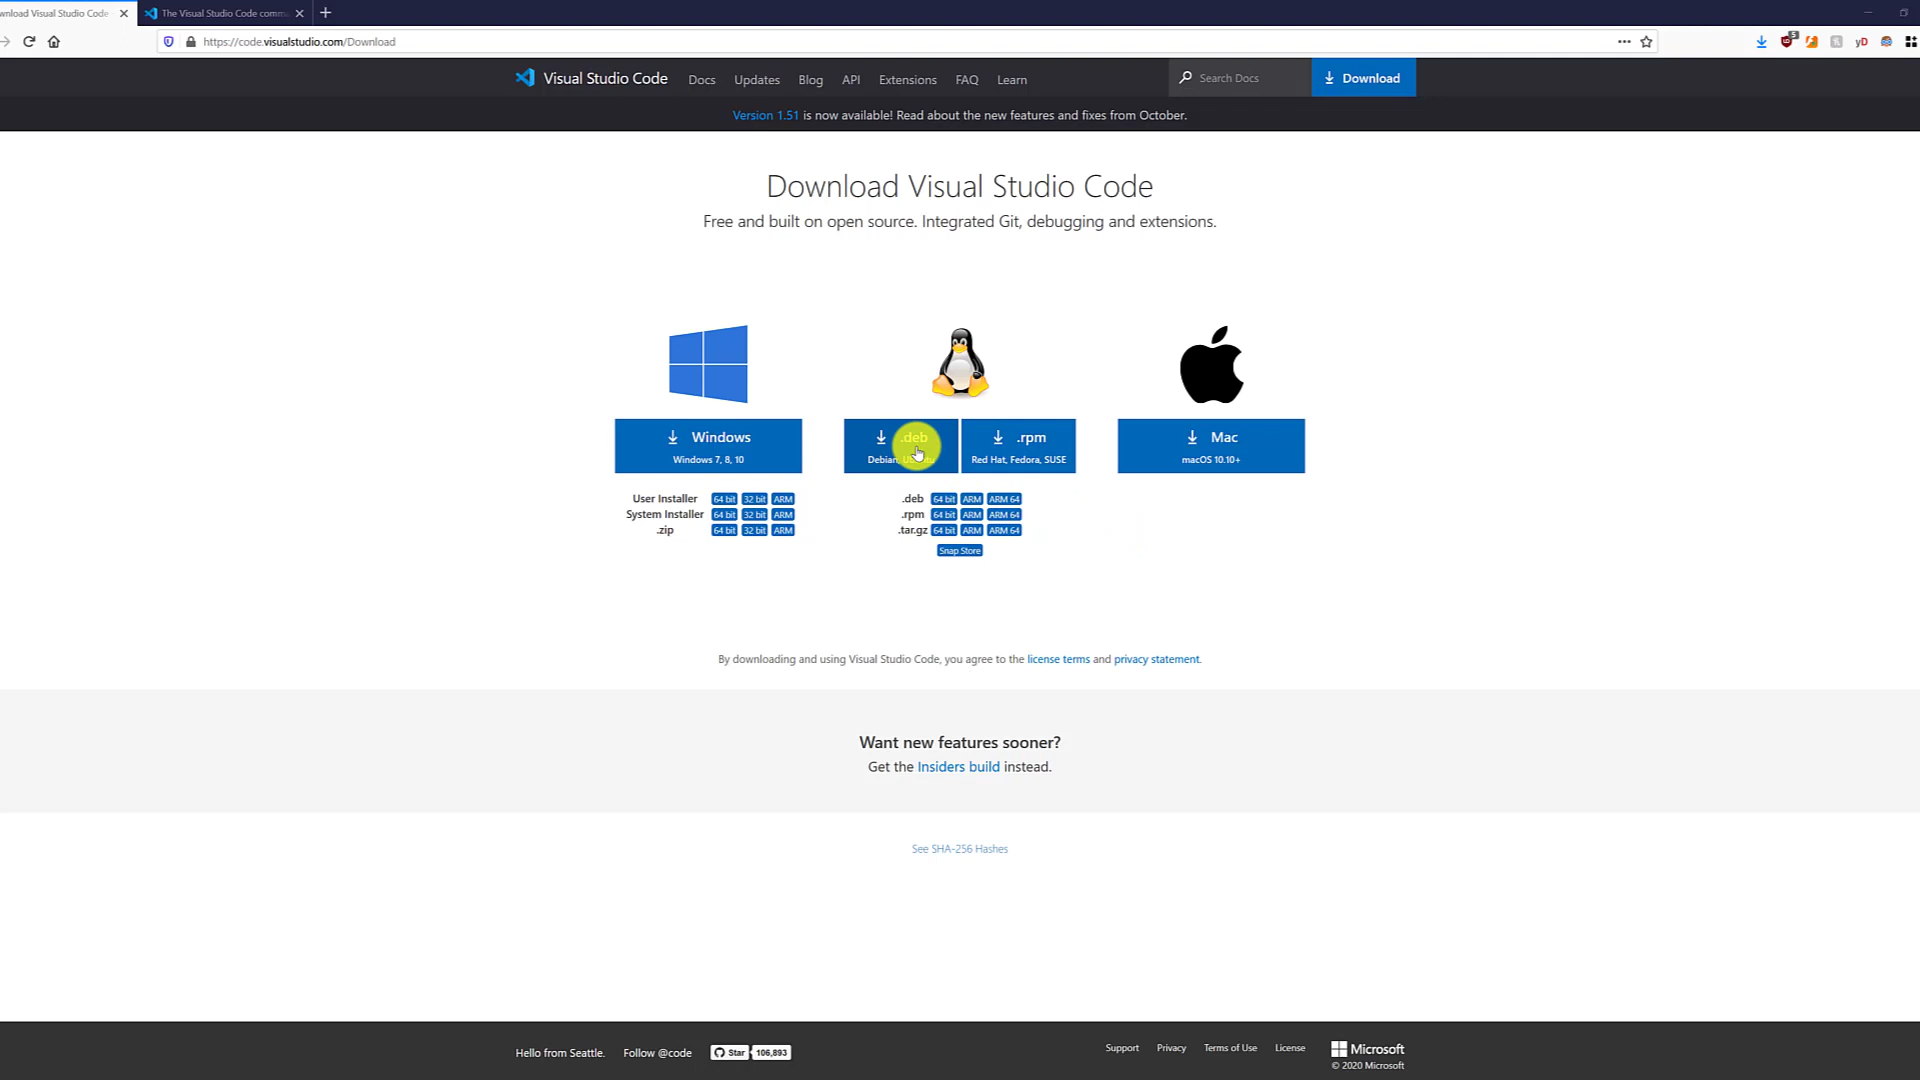 wnload Visual Studio Code
The Visual Studio Code comma
https://code.visualstudio.com/Download
5
yD
Visual Studio Code
Docs
Updates
Blog
API
Extensions
FAQ
Learn
Search Docs
Download
Version 1.51 is now available! Read about the new features and fixes from October.
Download Visual Studio Code
Free and built on open source. Integrated Git, debugging and extensions.
Windows
Windows 7, 8, 10
.deb
Debian, Ubuntu
.rpm
Red Hat, Fedora, SUSE
Mac
macOS 10.10+
User Installer 64 bit 32 bit ARM
System Installer 64 bit 32 bit ARM
.zip 64 bit 32 bit ARM
.deb 64 bit ARM ARM 64
.rpm 64 bit ARM ARM 64
.tar.gz 64 bit ARM ARM 64
Snap Store
By downloading and using Visual Studio Code, you agree to the license terms and privacy statement.
Want new features sooner?
Get the Insiders build instead.
See SHA-256 Hashes
Hello from Seattle.
Follow @code
Star 106,893
Support
Privacy
Terms of Use
License
Microsoft
© 2020 Microsoft